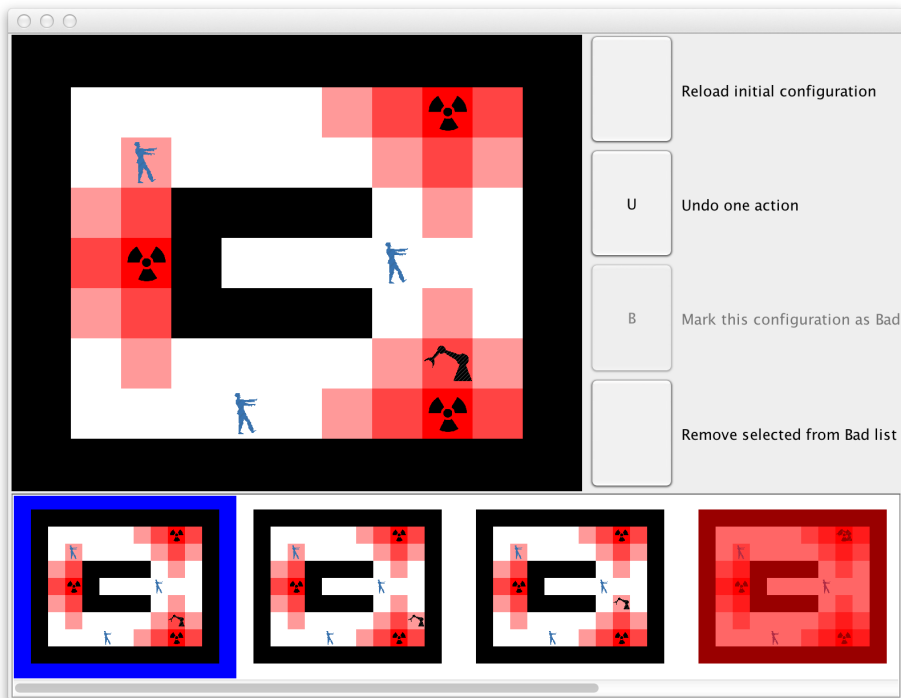 Reload initial configuration
U
Undo one action
B
Mark this configuration as Bad
Remove selected from Bad list